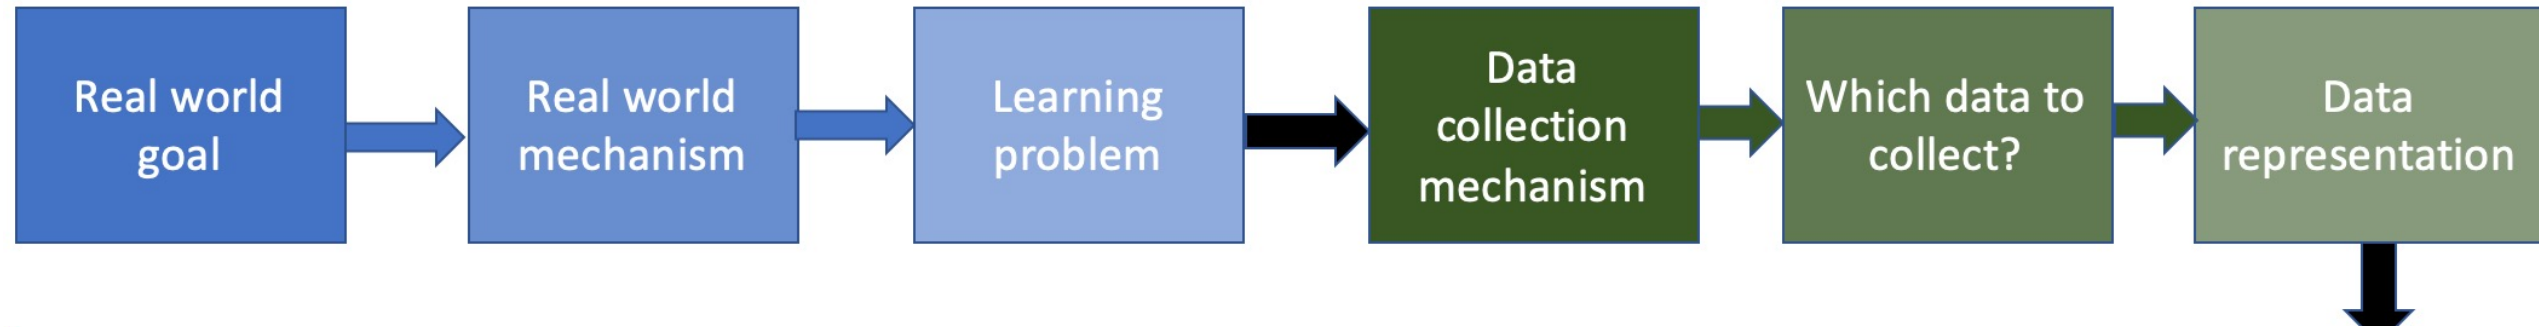 Real world
goal
Real world
mechanism
Learning
problem
Data
collection
mechanism
Which data to
collect?
Data
representation